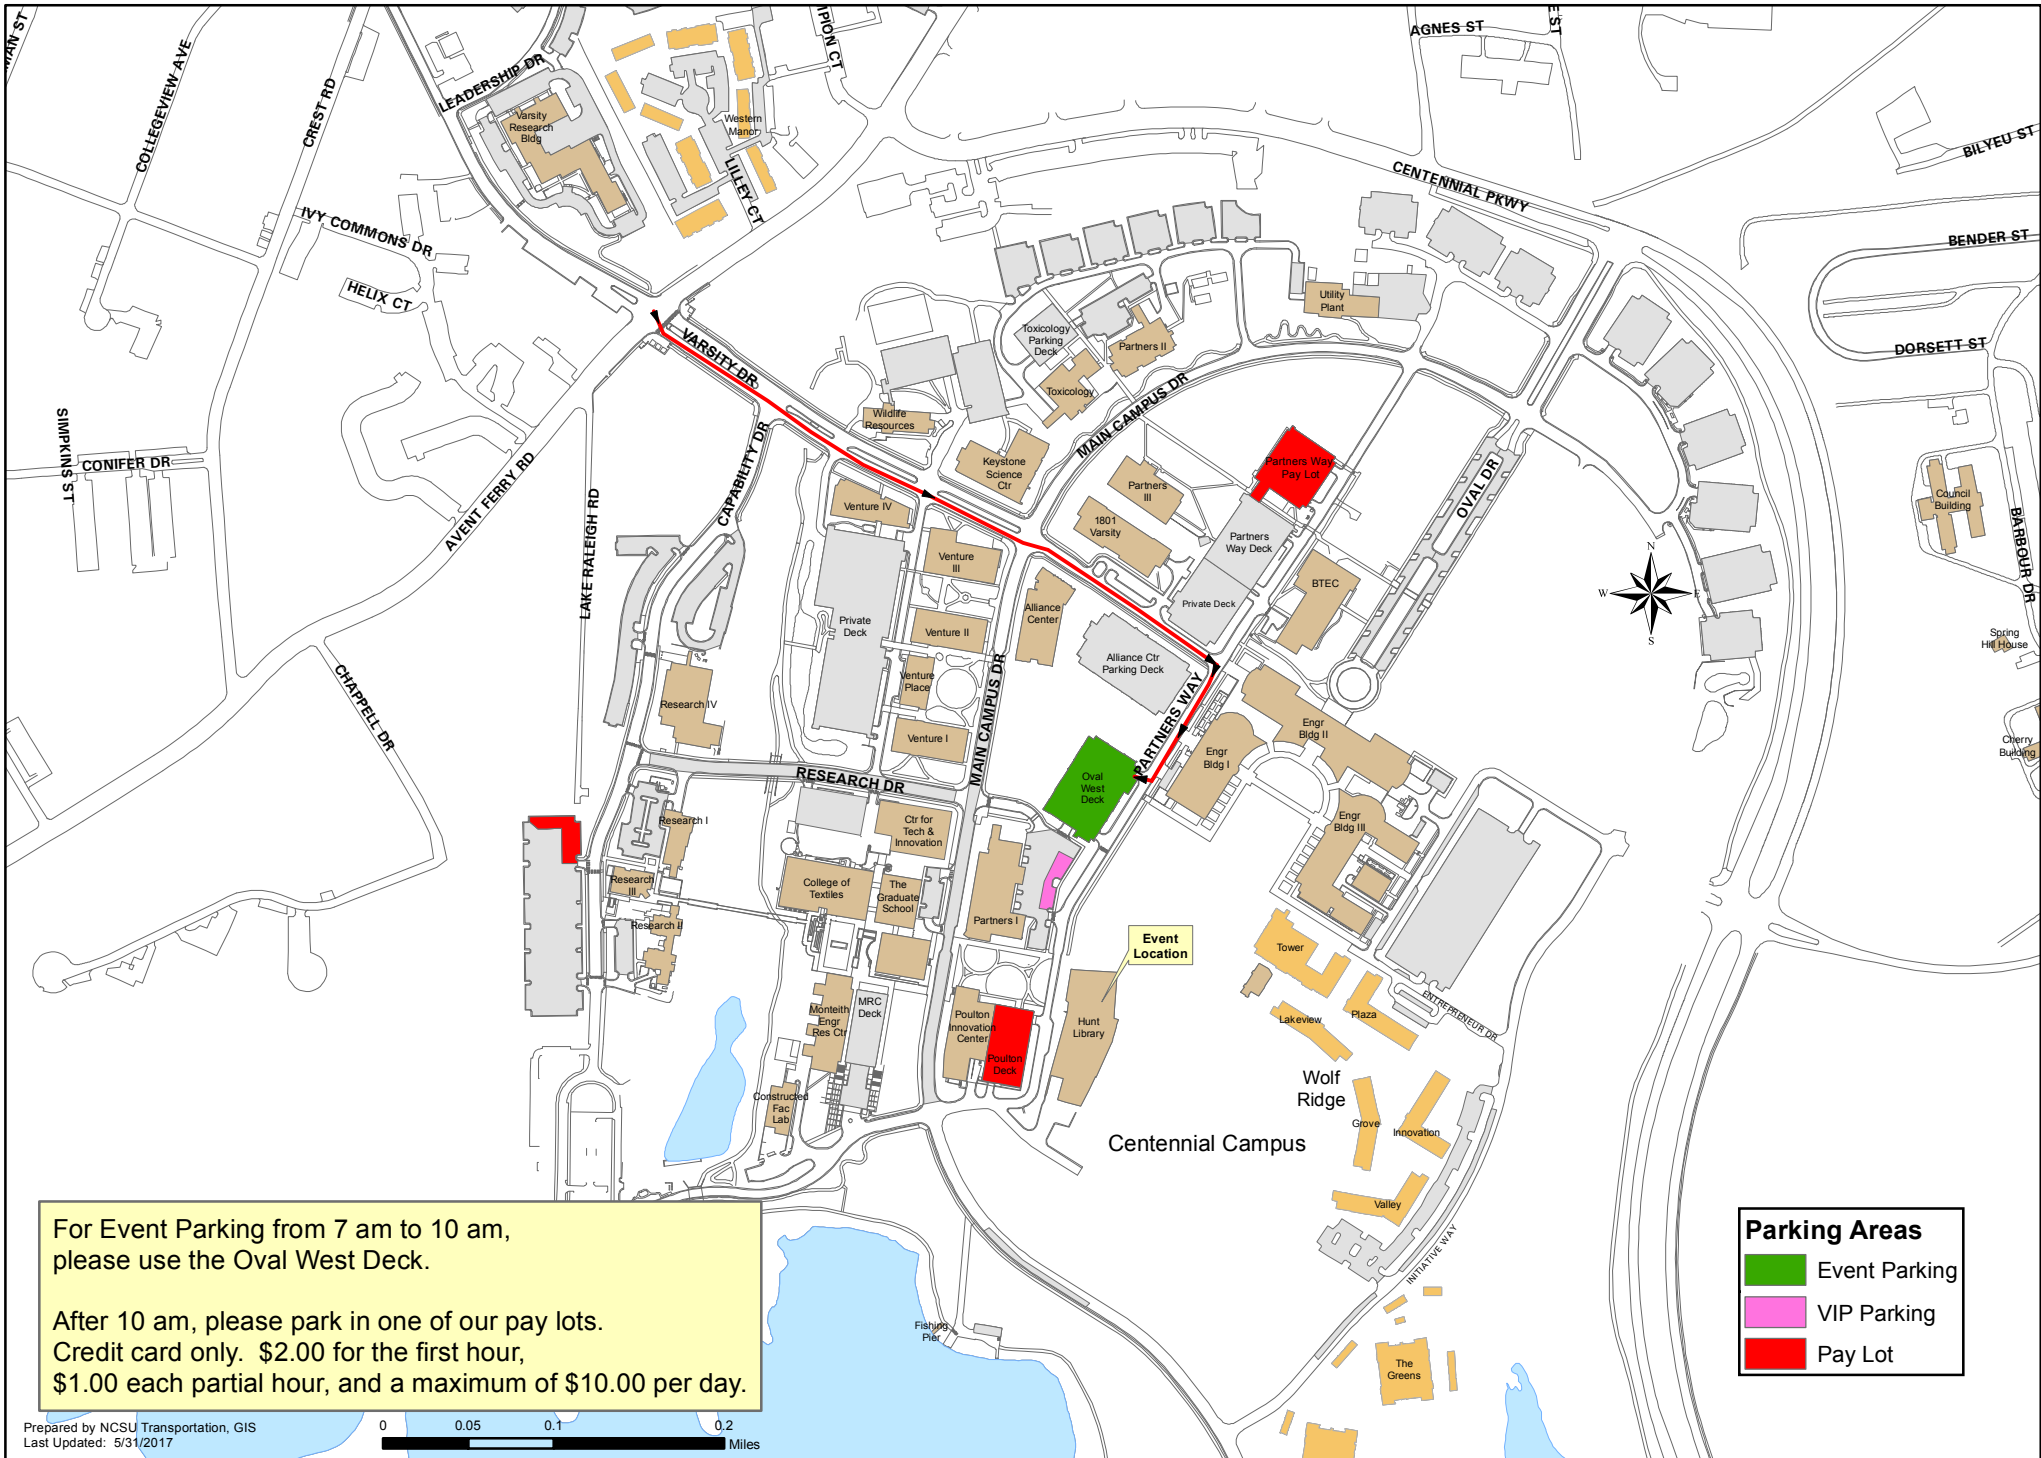 COLLEGEVIEW AVE
CREST RD
LEADERSHIP DR
Varsity
Research
Bldg
Western
Manor
LILLEY CT
AGNES ST
BILYEU ST
CENTENNIAL PKWY
BENDER ST
DORSETT ST
IVY COMMONS DR
HELIX CT
VARSITY DR
Toxicology
Parking
Deck
Partners II
Utility
Plant
Toxicology
MAIN CAMPUS DR
Wildlife
Resources
Keystone
Science
Ctr
Partners Way
Pay Lot
Partners
III
1801
Varsity
Partners
Way Deck
Private Deck
OVAL DR
BTEC
SIMPKINS ST
CONIFER DR
AVENT FERRY RD
LAKE RALEIGH RD
CAPABILITY DR
Venture IV
Venture
III
Venture II
Private
Deck
Alliance
Center
Alliance Ctr
Parking Deck
Venture
Place
Venture I
Research IV
MAIN CAMPUS DR
PARTNERS WAY
Council
Building
BARBOUR DR
N
W
E
S
Spring
Hill House
Cherry
Building
CHAPPELL DR
RESEARCH DR
Oval
West
Deck
Engr
Bldg I
Engr
Bldg II
Engr
Bldg III
Research I
Research
III
Research II
Ctr for
Tech &
Innovation
College of
Textiles
The
Graduate
School
Partners I
Event
Location
Tower
Plaza
Lakeview
ENTREPRENEUR DR
Monteith
Engr
Res Ctr
MRC
Deck
Poulton
Innovation
Center
Poulton
Deck
Hunt
Library
Constructed
Fac
Lab
Wolf
Ridge
Grove
Innovation
Centennial Campus
Valley
INITIATIVE WAY
The
Greens
Fishing
Pier
For Event Parking from 7 am to 10 am,
please use the Oval West Deck.
After 10 am, please park in one of our pay lots.
Credit card only. $2.00 for the first hour,
$1.00 each partial hour, and a maximum of $10.00 per day.
Parking Areas
Event Parking
VIP Parking
Pay Lot
Prepared by NCSU Transportation, GIS
Last Updated: 5/31/2017
0
0.05
0.1
0.2
Miles